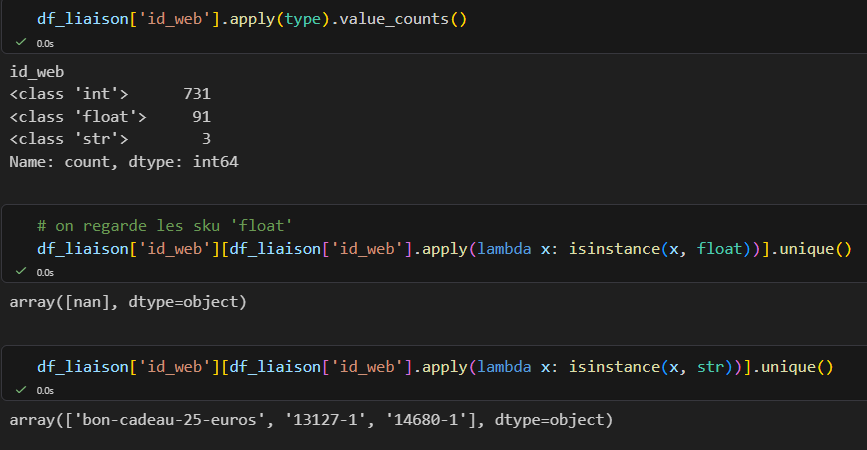 df_liaison['id_web'].apply(type).value_counts()
0.0s
id_web
<class 'int'>      731
<class 'float'>     91
<class 'str'>        3
Name: count, dtype: int64
# on regarde les sku 'float'
df_liaison['id_web'][df_liaison['id_web'].apply(lambda x: isinstance(x, float))].unique()
0.0s
array([nan], dtype=object)
df_liaison['id_web'][df_liaison['id_web'].apply(lambda x: isinstance(x, str))].unique()
0.0s
array(['bon-cadeau-25-euros', '13127-1', '14680-1'], dtype=object)